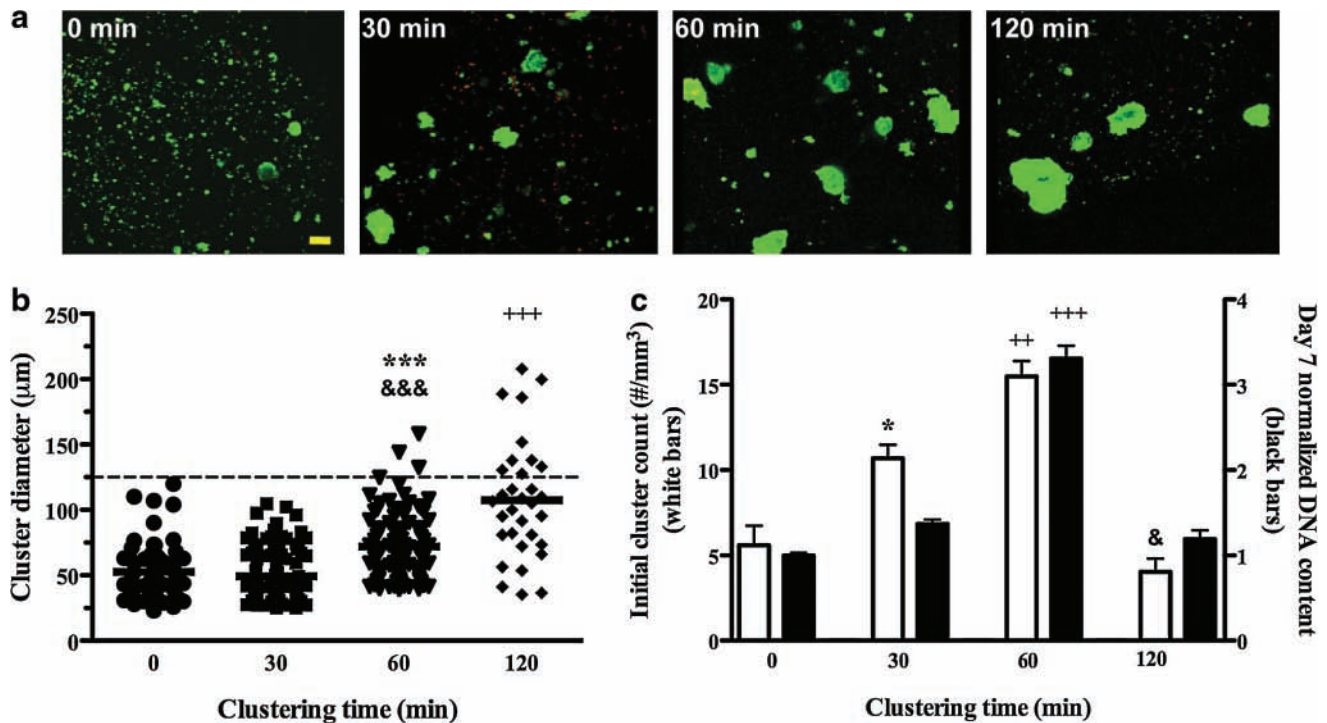 a
0 min
30 min
60 min
120 min
b
Cluster diameter (μm)
250
200
150
100
50
0
***
&&&
+++
0
30
60
120
Clustering time (min)
c
Initial cluster count (#/mm³)
(white bars)
20
15
10
5
0
*
++
+++
&
4
3
2
1
0
Day 7 normalized DNA content
(black bars)
0
30
60
120
Clustering time (min)